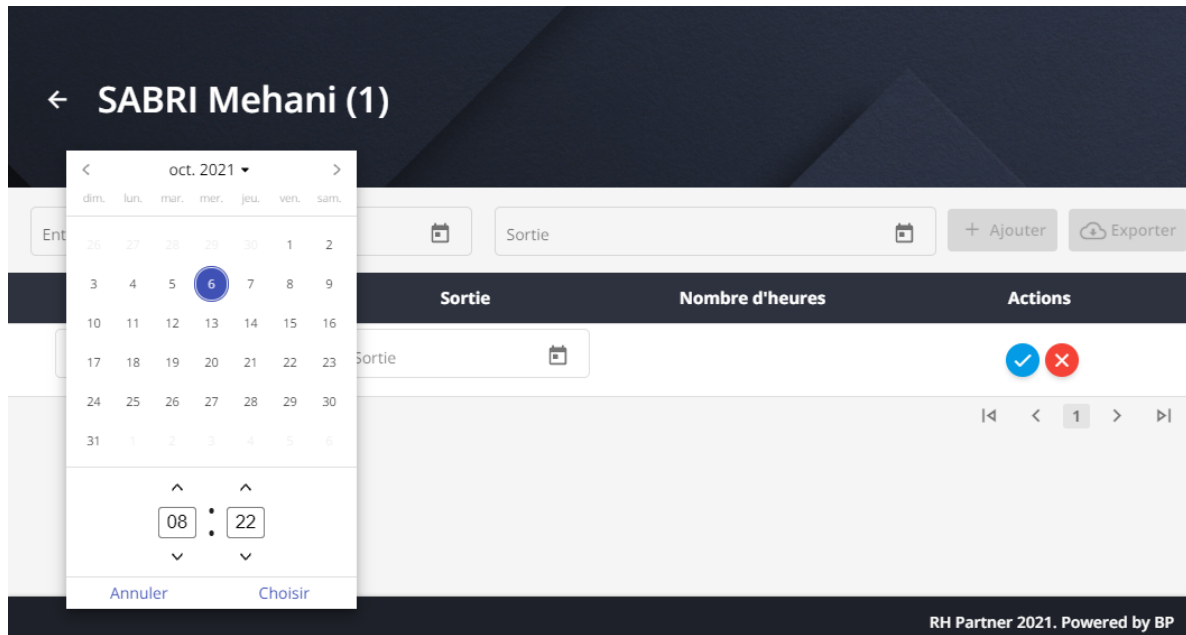 SABRI Mehani (1)
oct. 2021
dim. lun. mar. mer. jeu. ven. sam.
26 27 28 29 30 1 2
3 4 5 6 7 8 9
10 11 12 13 14 15 16
17 18 19 20 21 22 23
24 25 26 27 28 29 30
31 1 2 3 4 5 6
08 : 22
Annuler Choisir
Ent
Sortie
+ Ajouter
Exporter
Sortie Nombre d'heures Actions
Sortie
1
RH Partner 2021. Powered by BP